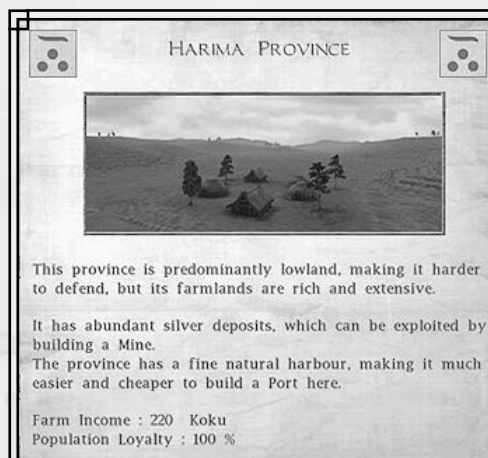 Harima Province
This province is predominantly lowland, making it harder
to defend, but its farmlands are rich and extensive.
It has abundant silver deposits, which can be exploited by
building a Mine.
The province has a fine natural harbour, making it much
easier and cheaper to build a Port here.
Farm Income : 220 Koku
Population Loyalty : 100 %